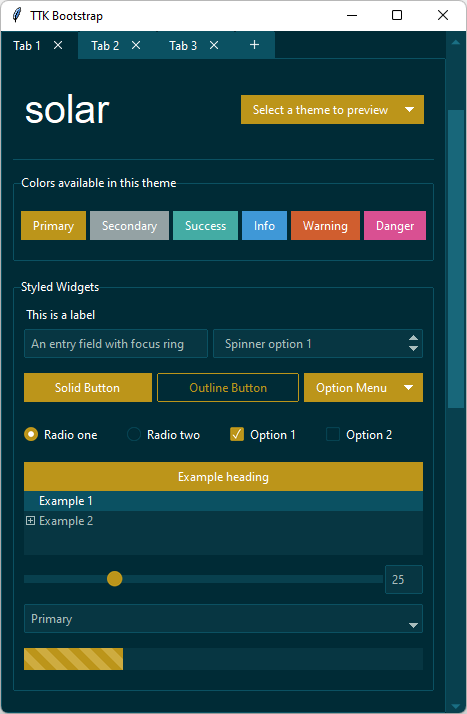 TTK Bootstrap
Tab 1 Tab 2 Tab 3 +
solar
Select a theme to preview
Colors available in this theme
Primary Secondary Success Info Warning Danger
Styled Widgets
This is a label
An entry field with focus ring Spinner option 1
Solid Button Outline Button Option Menu
Radio one Radio two Option 1 Option 2
Example heading
Example 1
Example 2
25
Primary